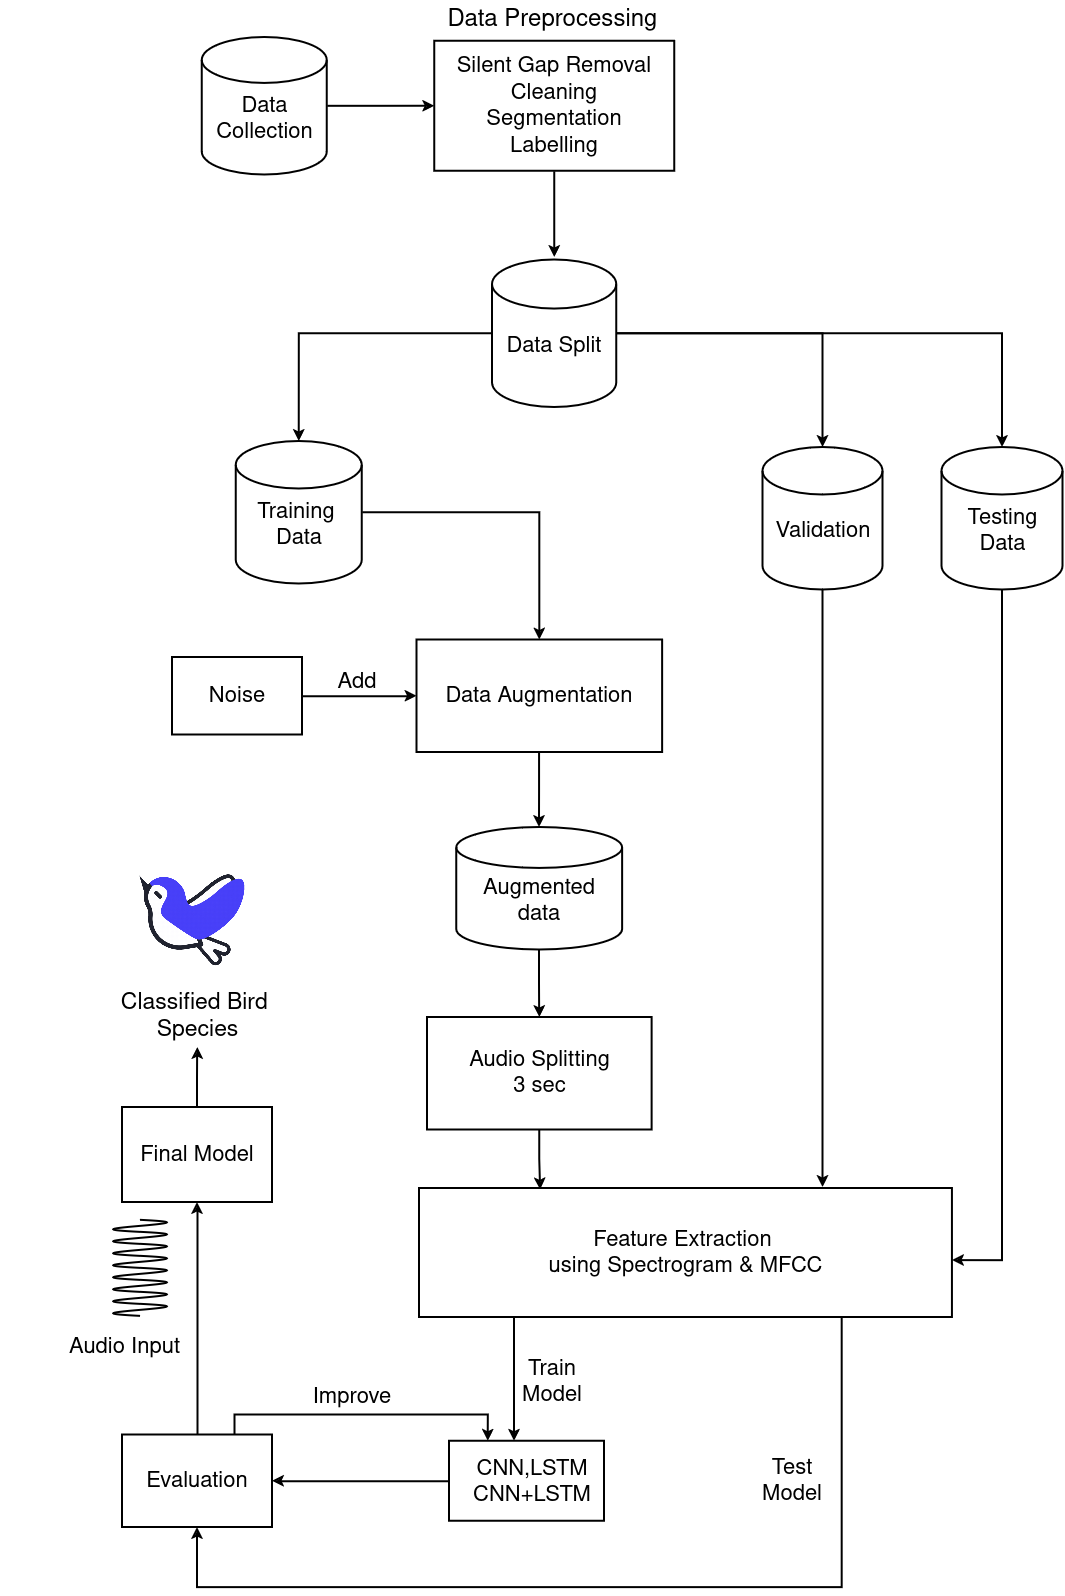 Data Preprocessing
Data
Collection
Silent Gap Removal
Cleaning
Segmentation
Labelling
Data Split
Training
Data
Validation
Testing
Data
Noise
Add
Data Augmentation
Augmented
data
Classified Bird
Species
Audio Splitting
3 sec
Final Model
Feature Extraction
using Spectrogram & MFCC
Audio Input
Train
Model
Improve
Evaluation
CNN,LSTM
CNN+LSTM
Test
Model